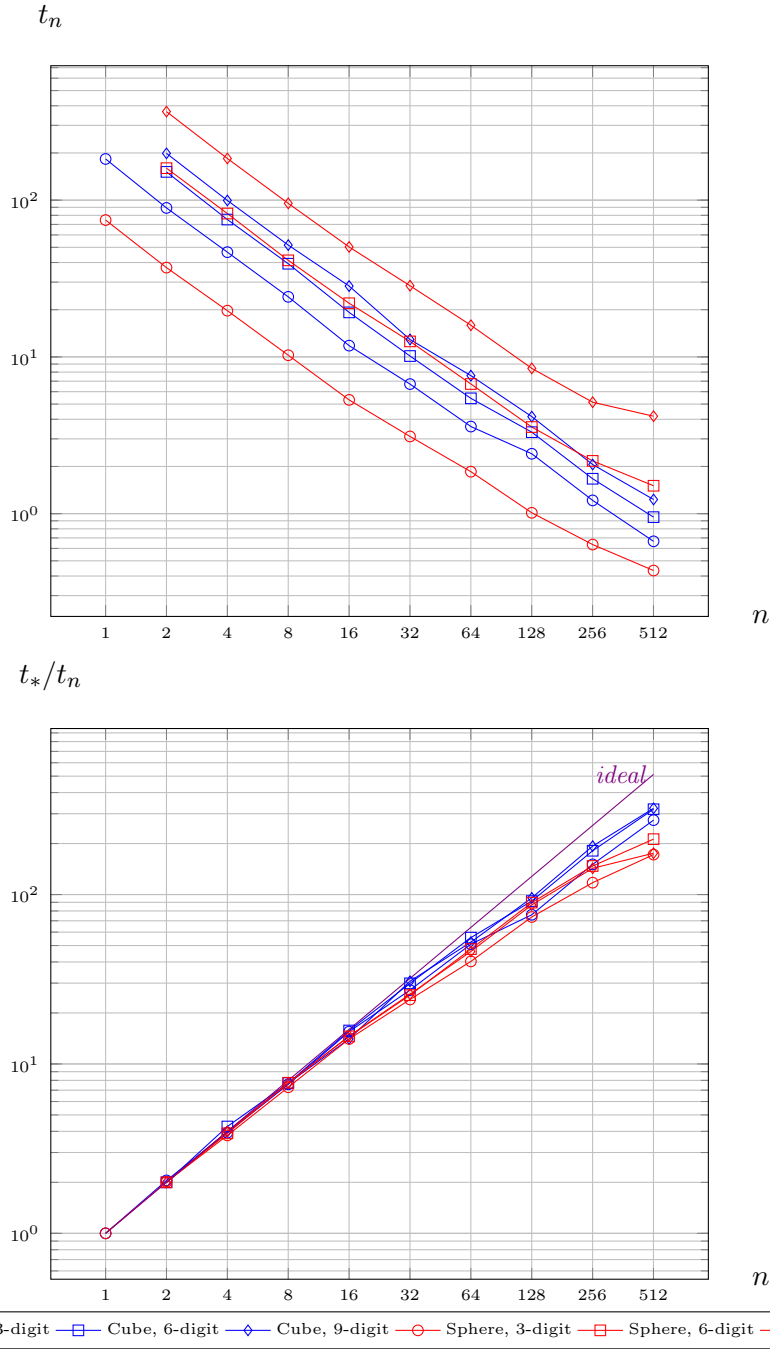 t_n
10^2
10^1
10^0
1 2 4 8 16 32 64 128 256 512
n
t_*/t_n
ideal
10^2
10^1
10^0
1 2 4 8 16 32 64 128 256 512
n
3-digit Cube, 6-digit Cube, 9-digit Sphere, 3-digit Sphere, 6-digit